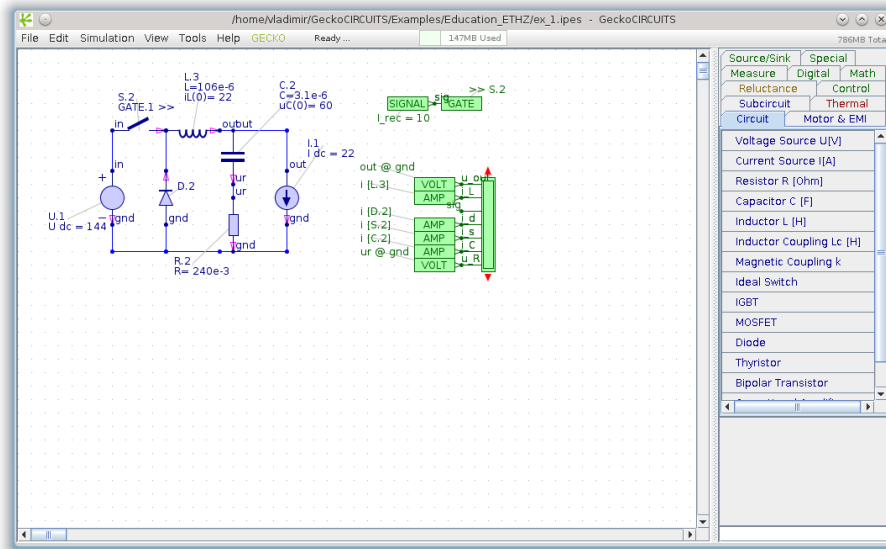 /home/vladimir/GeckoCIRCUITS/Examples/Education_ETHZ/ex_1.ipes - GeckoCIRCUITS
File Edit Simulation View Tools Help GECKO Ready ... 147MB Used 786MB Tota
S.2
GATE.1 >>
L.3
L=106e-6
iL(0)= 22
C.2
C=3.1e-6
uC(0)= 60
in
out
out
I.1
I dc = 22
in
out
ur
ur
D.2
+
U.1
U dc = 144
gnd
gnd
gnd
gnd
R.2
R= 240e-3
>> S.2
SIGNAL
sig
GATE
I_rec = 10
out @ gnd
VOLT
u_out
i [L.3]
AMP
i_L
sig
i [D.2]
AMP
i_d
i [S.2]
AMP
i_s
i [C.2]
AMP
i_C
ur @ gnd
VOLT
u_R
Source/Sink Special
Measure Digital Math
Reluctance Control
Subcircuit Thermal
Circuit Motor & EMI
Voltage Source U[V]
Current Source I[A]
Resistor R [Ohm]
Capacitor C [F]
Inductor L [H]
Inductor Coupling Lc [H]
Magnetic Coupling k
Ideal Switch
IGBT
MOSFET
Diode
Thyristor
Bipolar Transistor